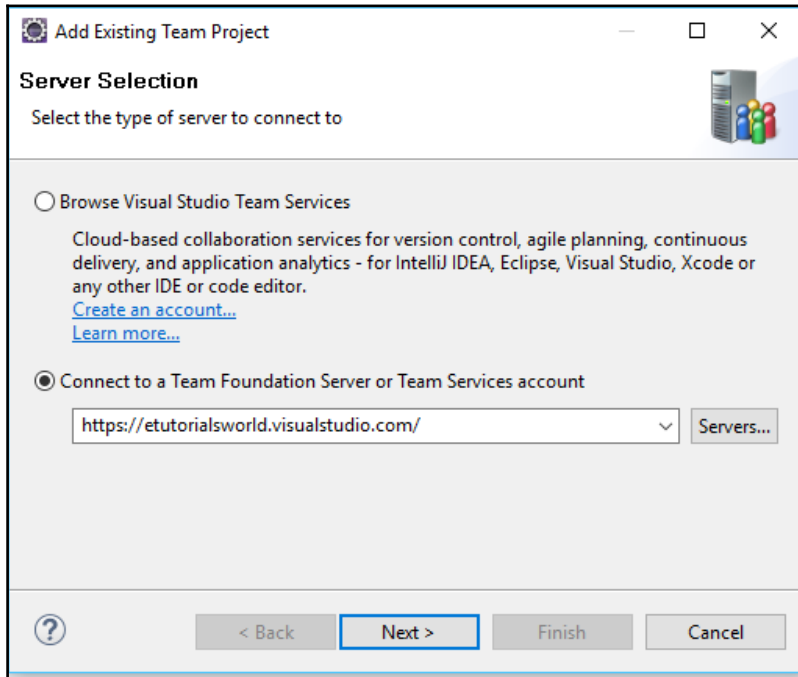 Add Existing Team Project
Server Selection
Select the type of server to connect to
Browse Visual Studio Team Services
Cloud-based collaboration services for version control, agile planning, continuous
delivery, and application analytics - for IntelliJ IDEA, Eclipse, Visual Studio, Xcode or
any other IDE or code editor.
Create an account...
Learn more...
Connect to a Team Foundation Server or Team Services account
https://etutorialsworld.visualstudio.com/
Servers...
?
< Back
Next >
Finish
Cancel